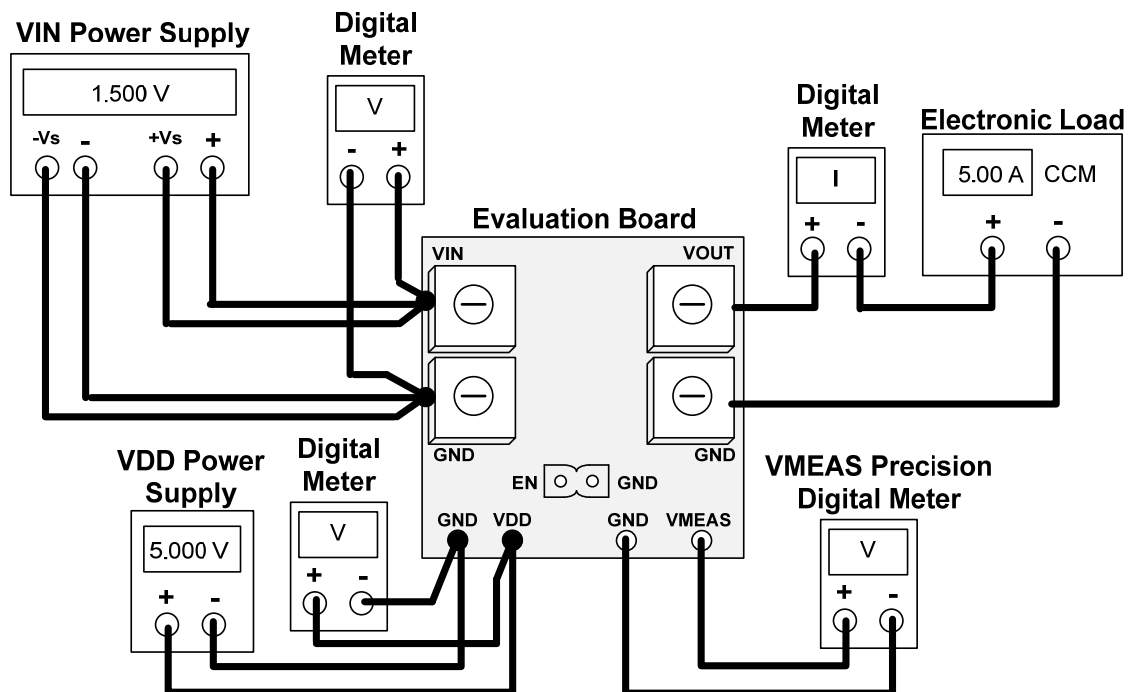 VIN Power Supply
1.500 V
-Vs - +Vs +
Digital
Meter
V
- +
Digital
Meter
I
+ -
Electronic Load
5.00 A CCM
+ -
Evaluation Board
VIN VOUT
GND GND
EN GND
GND VDD GND VMEAS
VDD Power
Supply
5.000 V
+ -
Digital
Meter
V
+ -
VMEAS Precision
Digital Meter
V
+ -